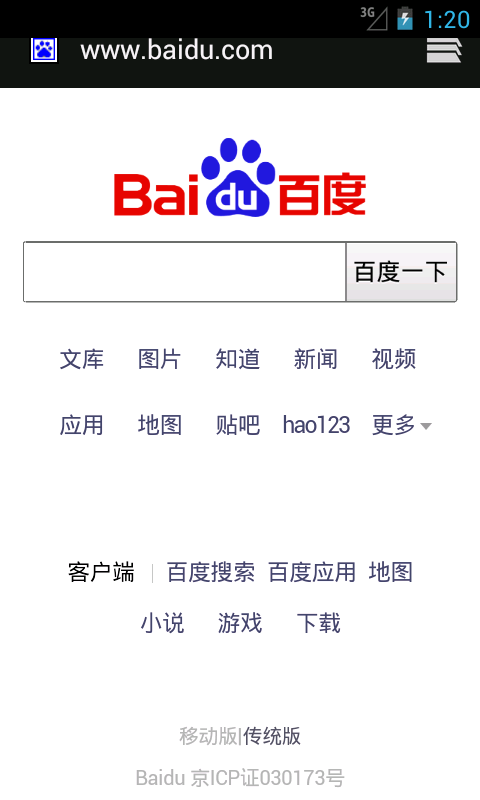 3G 1:20
www.baidu.com
Bai du 百度
百度一下
文库 图片 知道 新闻 视频
应用 地图 贴吧 hao123 更多
客户端 | 百度搜索 百度应用 地图
小说 游戏 下载
移动版|传统版
Baidu 京ICP证030173号